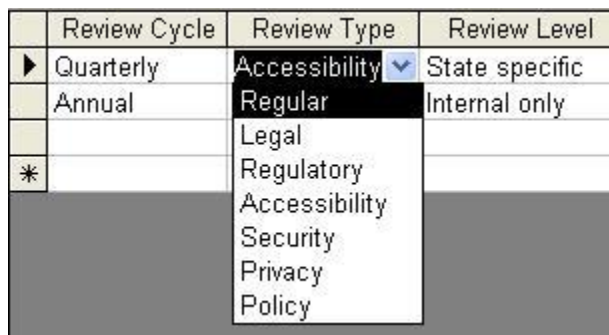 Review Cycle Review Type Review Level
Quarterly Accessibility State specific
Annual Regular Internal only
Legal
Regulatory
Accessibility
Security
Privacy
Policy